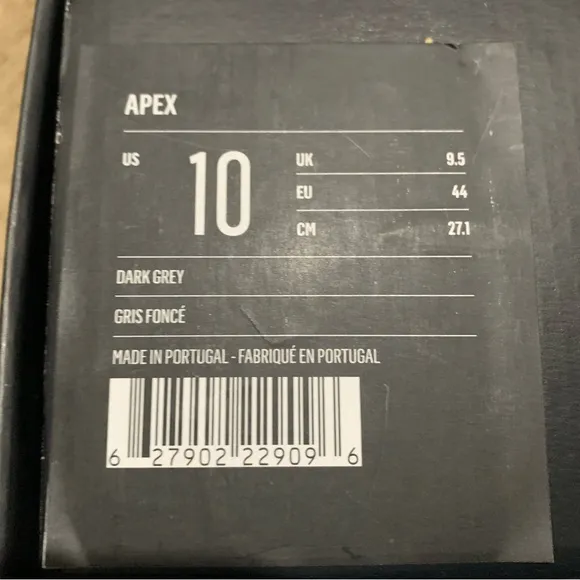 APEX
US 10
UK 9.5
EU 44
CM 27.1
DARK GREY
GRIS FONCÉ
MADE IN PORTUGAL - FABRIQUÉ EN PORTUGAL
6 27902 22909 6